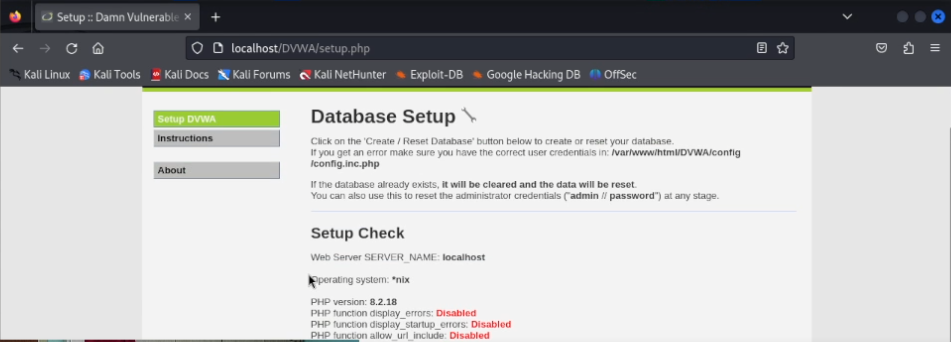 Setup :: Damn Vulnerable
localhost/DVWA/setup.php
Kali Linux Kali Tools Kali Docs Kali Forums Kali NetHunter Exploit-DB Google Hacking DB OffSec
Setup DVWA
Instructions
About
Database Setup
Click on the 'Create / Reset Database' button below to create or reset your database.
If you get an error make sure you have the correct user credentials in: /var/www/html/DVWA/config
/config.inc.php
If the database already exists, it will be cleared and the data will be reset.
You can also use this to reset the administrator credentials ("admin // password") at any stage.
Setup Check
Web Server SERVER_NAME: localhost
Operating system: *nix
PHP version: 8.2.18
PHP function display_errors: Disabled
PHP function display_startup_errors: Disabled
PHP function allow_url_include: Disabled